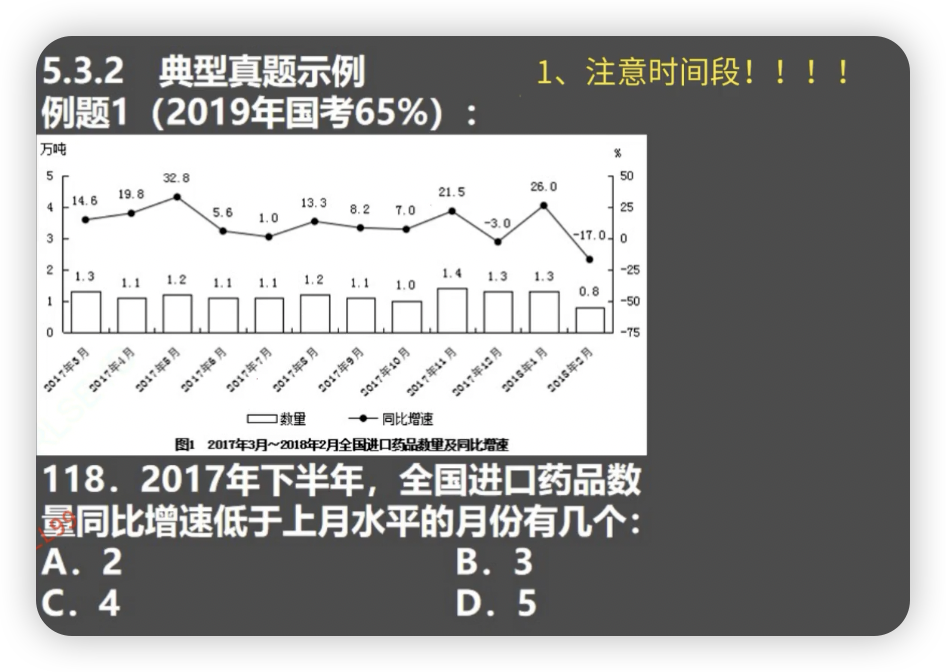 5.3.2 典型真题示例
1、注意时间段！！！！
例题1（2019年国考65%）：
万吨
%
5
4
3
2
1
0
50
25
0
-25
-50
-75
14.6 19.8 32.8 5.6 1.0 13.3 8.2 7.0 21.5 -3.0 26.0 -17.0
1.3 1.1 1.2 1.1 1.1 1.2 1.1 1.0 1.4 1.3 1.3 0.8
2017年3月 2017年4月 2017年5月 2017年6月 2017年7月 2017年8月 2017年9月 2017年10月 2017年11月 2017年12月 2018年1月 2018年2月
数量 同比增速
图1 2017年3月～2018年2月全国进口药品数量及同比增速
118．2017年下半年，全国进口药品数
量同比增速低于上月水平的月份有几个：
A．2 B．3
C．4 D．5